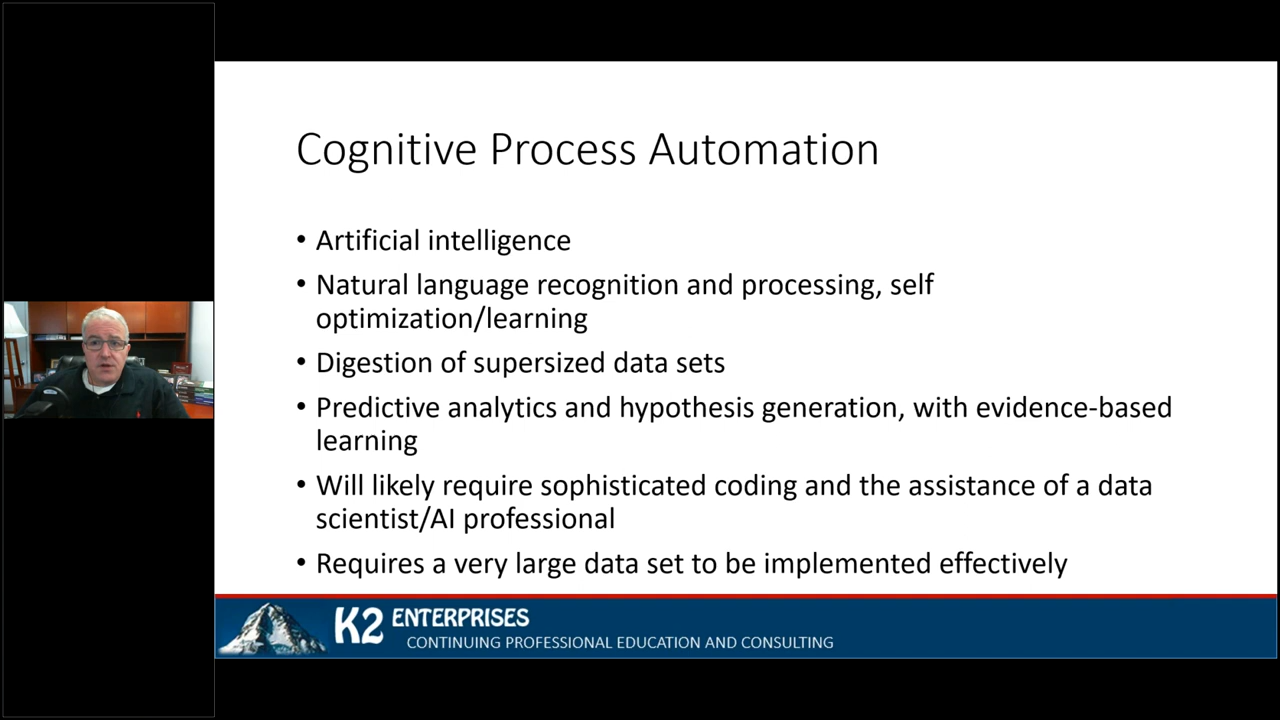 Cognitive Process Automation
• Artificial intelligence
• Natural language recognition and processing, self
optimization/learning
• Digestion of supersized data sets
• Predictive analytics and hypothesis generation, with evidence-based
learning
• Will likely require sophisticated coding and the assistance of a data
scientist/AI professional
• Requires a very large data set to be implemented effectively
K2 ENTERPRISES
CONTINUING PROFESSIONAL EDUCATION AND CONSULTING